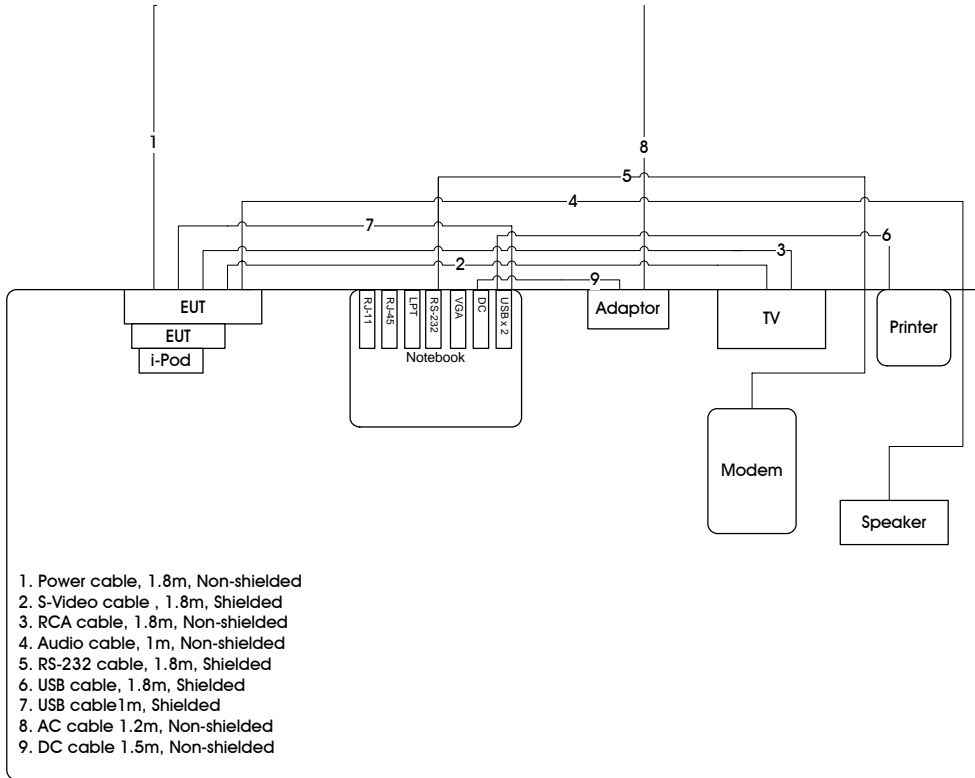 1
8
5
4
7
6
3
2
9
EUT
EUT
i-Pod
RJ-11
RJ-45
LPT
RS-232
VGA
DC
USB x 2
Notebook
Adaptor
TV
Printer
Modem
Speaker
1. Power cable, 1.8m, Non-shielded
2. S-Video cable , 1.8m, Shielded
3. RCA cable, 1.8m, Non-shielded
4. Audio cable, 1m, Non-shielded
5. RS-232 cable, 1.8m, Shielded
6. USB cable, 1.8m, Shielded
7. USB cable1m, Shielded
8. AC cable 1.2m, Non-shielded
9. DC cable 1.5m, Non-shielded